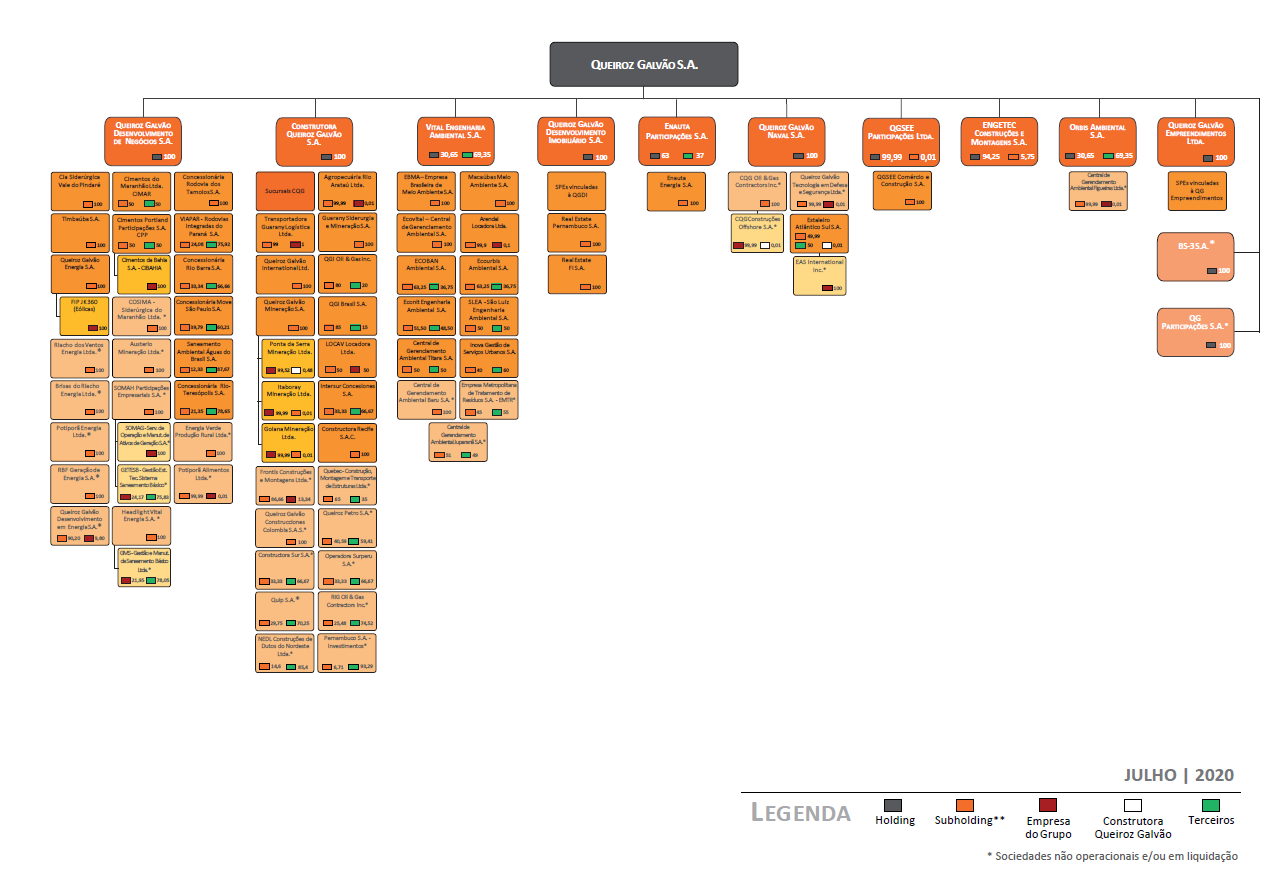 QUEIROZ GALVÃO S.A.
QUEIROZ GALVÃO
DESENVOLVIMENTO
DE NEGÓCIOS S.A.
100
CONSTRUTORA
QUEIROZ GALVÃO
S.A.
100
VITAL ENGENHARIA
AMBIENTAL S.A.
30,65 69,35
QUEIROZ GALVÃO
DESENVOLVIMENTO
IMOBILIÁRIO S.A.
100
ENAUTA
PARTICIPAÇÕES S.A.
63 37
QUEIROZ GALVÃO
NAVAL S.A.
100
QGSEE
PARTICIPAÇÕES LTDA.
99,99 0,01
ENGETEC
CONSTRUÇÕES E
MONTAGENS S.A.
94,25 5,75
ORBIS AMBIENTAL
S.A.
30,65 69,35
QUEIROZ GALVÃO
EMPREENDIMENTOS
LTDA.
100
Cia Siderúrgica
Vale do Pindaré
100
Timbaúba S.A.
100
Queiroz Galvão
Energia S.A.
100
FIP JK 360
(Eólicas)
100
Riacho dos Ventos
Energia Ltda.*
100
Brisas do Riacho
Energia Ltda.*
100
Potiporã Energia
Ltda.*
100
RBF Geração de
Energia S.A.*
100
Queiroz Galvão
Desenvolvimento
em Energia S.A.*
90,20 9,80
Cimentos do
Maranhão Ltda.
CIMAR
50 50
Cimentos Portland
Participações S.A.
CPP
50 50
Cimentos da Bahia
S.A. - CIBAHIA
100
COSIMA -
Siderúrgica do
Maranhão Ltda.*
100
Austerio
Mineração Ltda.*
100
SOMAH Participações
Empresariais S.A.*
100
SOMAG - Serv. de
Operação e Manut. de
Ativos de Geração S.A.*
100
GETESB - Gestão Est.
Tec. Sistema
Saneamento Básico*
24,17 75,83
Headlight Vital
Energia S.A.*
100
GMS - Gestão e Manut.
de Saneamento Básico
Ltda.*
21,95 78,05
Concessionária
Rodovia dos
Tamoios S.A.
100
VIAPAR - Rodovias
Integradas do
Paraná S.A.
24,08 75,92
Concessionária
Rio Barra S.A.
33,34 66,66
Concessionária Move
São Paulo S.A.
39,79 60,21
Saneamento
Ambiental Águas do
Brasil S.A.
12,33 87,67
Concessionária Rio-
Teresópolis S.A.
21,35 78,65
Energia Verde
Produção Rural Ltda.*
100
Potiporã Alimentos
Ltda.*
99,99 0,01
Sucursais CQG
Transportadora
Guarany Logística
Ltda.
99 1
Queiroz Galvão
International Ltd.
100
Queiroz Galvão
Mineração S.A.
100
Ponta da Serra
Mineração Ltda.
99,52 0,48
Itaboray
Mineração Ltda.
99,99 0,01
Goiana Mineração
Ltda.
99,99 0,01
Frontis Construções
e Montagens Ltda.*
86,66 13,34
Queiroz Galvão
Construcciones
Colombia S.A.S.*
100
Constructora Sur S.A.*
33,33 66,67
Quip S.A.*
29,75 70,25
NEDL Construções de
Dutos do Nordeste
Ltda.*
14,6 85,4
Agropecuária Rio
Arataú Ltda.
99,99 0,01
Guarany Siderurgia
e Mineração S.A.
100
QGI Oil & Gas Inc.
80 20
QGI Brasil S.A.
85 15
LOCAV Locadora
Ltda.
50 50
Intersur Concesiones
S.A.
33,33 66,67
Constructora Recife
S.A.C.
100
Quebec - Construção,
Montagem e Transporte
de Estruturas Ltda.*
65 35
Queiroz Petro S.A.*
40,59 59,41
Operadora Surperu
S.A.*
33,33 66,67
RIG Oil & Gas
Contractors Inc.*
25,48 74,52
Pernambuco S.A. -
Investimentos*
6,71 93,29
EBMA – Empresa
Brasileira de
Meio Ambiente S.A.
100
Ecovital – Central
de Gerenciamento
Ambiental S.A.
100
ECOBAN
Ambiental S.A.
63,25 36,75
Econit Engenharia
Ambiental S.A.
51,50 48,50
Central de
Gerenciamento
Ambiental Titara S.A.
50 50
Central de
Gerenciamento
Ambiental Baru S.A.*
100
Central de
Gerenciamento
Ambiental Juparanã S.A.*
51 49
Macaúbas Meio
Ambiente S.A.
100
Arendal
Locadora Ltda.
99,9 0,1
Ecourbis
Ambiental S.A.
63,25 36,75
SLEA - São Luiz
Engenharia
Ambiental S.A.
50 50
Inova Gestão de
Serviços Urbanos S.A.
40 60
Empresa Metropolitana
de Tratamento de
Resíduos S.A. - EMTR*
45 55
SPEs vinculadas
à QGDI
Real Estate
Pernambuco S.A.
100
Real Estate
FI S.A.
100
Enauta
Energia S.A.
100
CQG Oil & Gas
Contractors Inc.*
100
CQG Construções
Offshore S.A.*
99,99 0,01
Queiroz Galvão
Tecnologia em Defesa
e Segurança Ltda.*
99,99 0,01
Estaleiro
Atlântico Sul S.A.
49,99
50 0,01
EAS International
Inc.*
100
QGSEE Comércio e
Construção S.A.
100
Central de
Gerenciamento
Ambiental Figueiras Ltda.*
99,99 0,01
SPEs vinculadas
à QG
Empreendimentos
BS-3 S.A.*
100
QG
PARTICIPAÇÕES S.A.*
100
JULHO | 2020
LEGENDA
Holding
Subholding**
Empresa
do Grupo
Construtora
Queiroz Galvão
Terceiros
* Sociedades não operacionais e/ou em liquidação